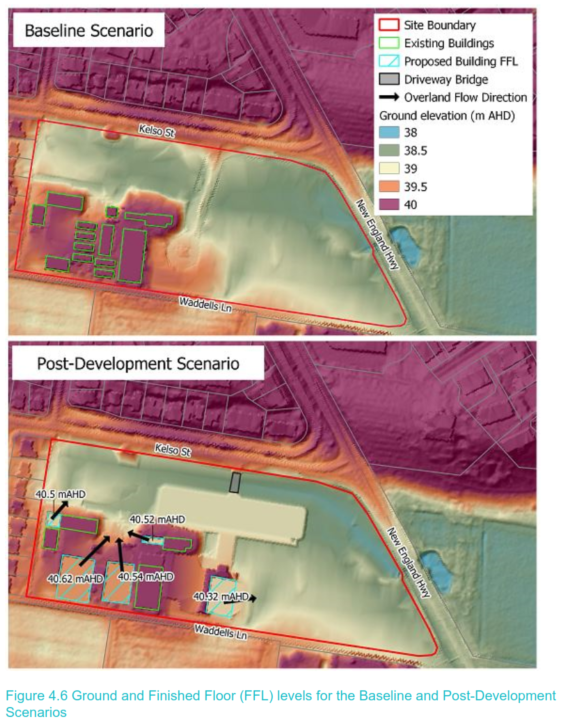 Baseline Scenario
Site Boundary
Existing Buildings
Proposed Building FFL
Driveway Bridge
Overland Flow Direction
Ground elevation (m AHD)
38
38.5
39
39.5
40
Kelso St
New England Hwy
Waddells Ln
Post-Development Scenario
Kelso St
40.5 mAHD
40.52 mAHD
40.62 mAHD
40.54 mAHD
40.32 mAHD
New England Hwy
Waddells Ln
Figure 4.6 Ground and Finished Floor (FFL) levels for the Baseline and Post-Development
Scenarios